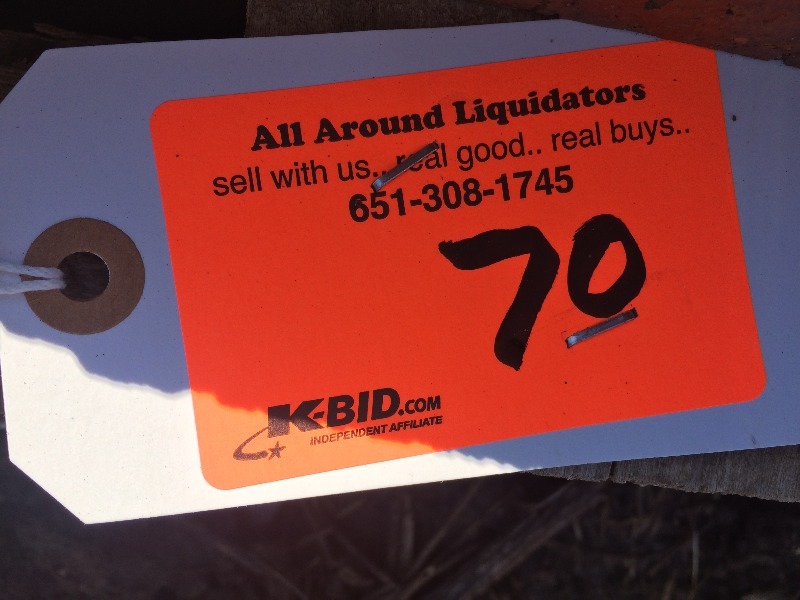 All Around Liquidators
sell with us.. real good.. real buys..
651-308-1745
70
K-BID.COM
INDEPENDENT AFFILIATE